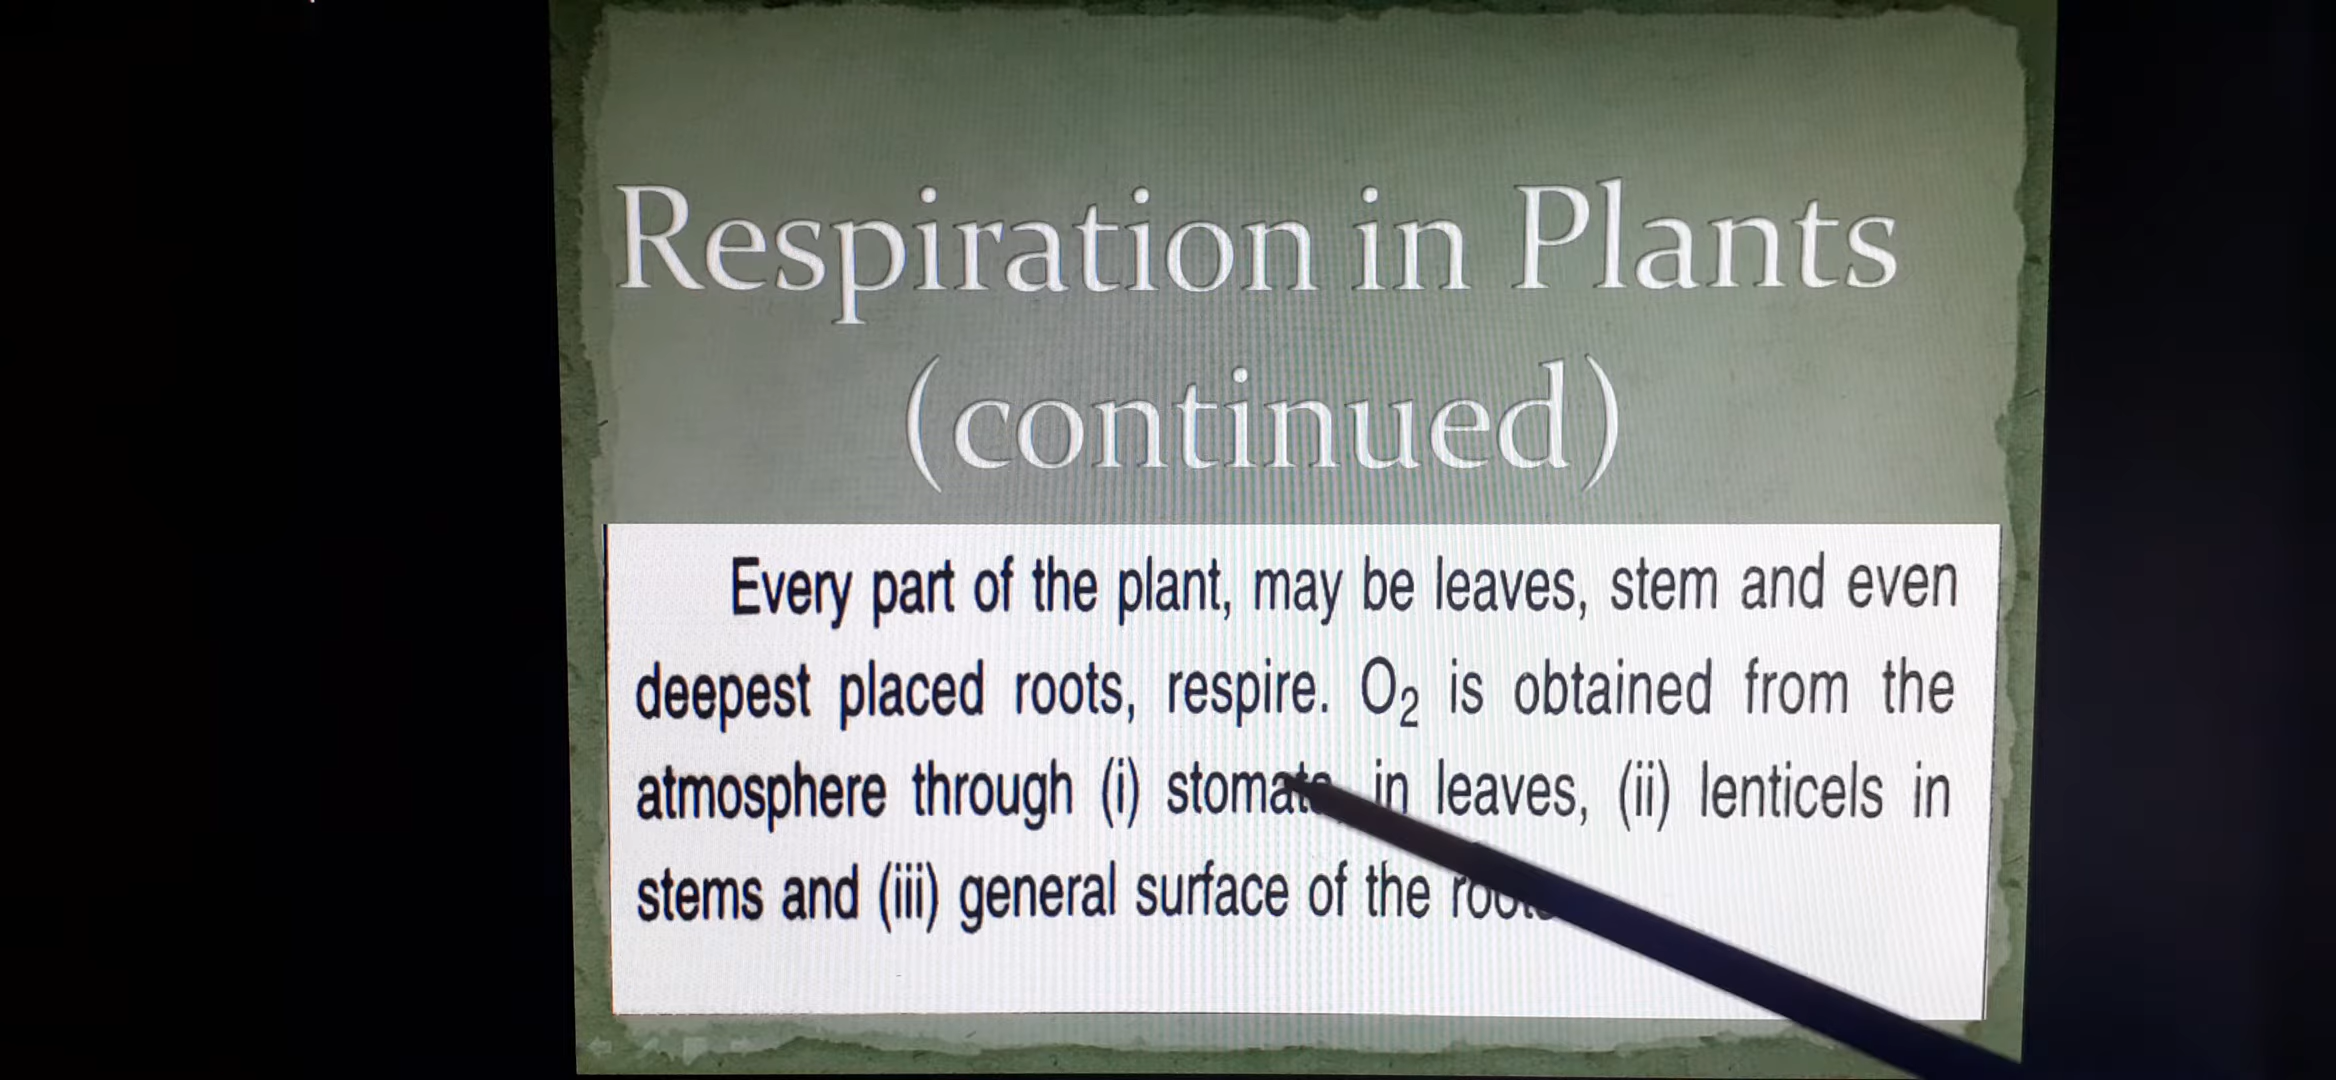 Respiration in Plants
(continued)
Every part of the plant, may be leaves, stem and even
deepest placed roots, respire. O₂ is obtained from the
atmosphere through (i) stomata in leaves, (ii) lenticels in
stems and (iii) general surface of the roots